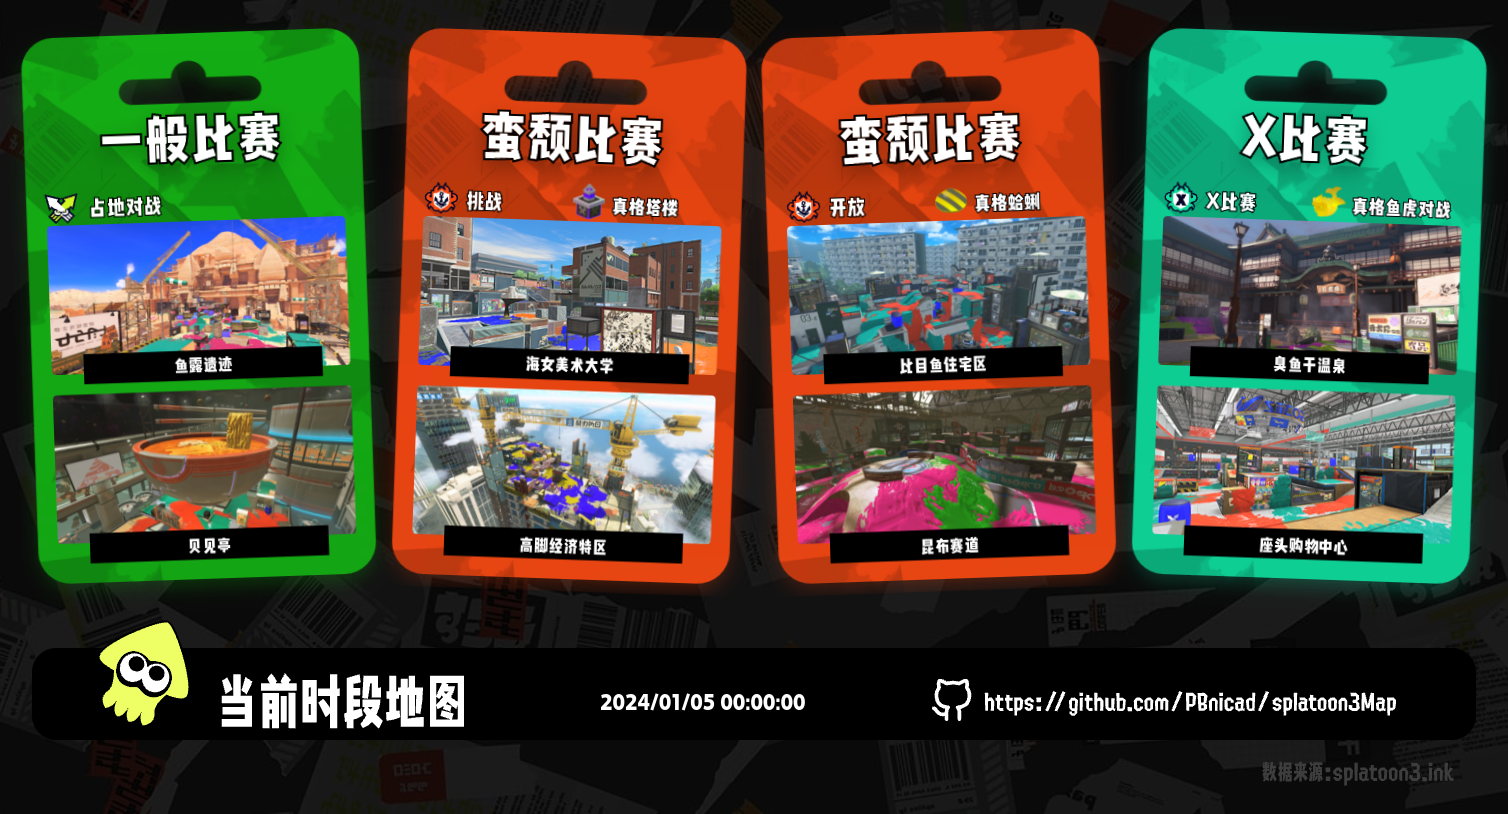 一般比赛
占地对战
鱼露遗迹
贝见亭
蛮颓比赛
挑战
真格塔楼
海女美术大学
高脚经济特区
蛮颓比赛
开放
真格蛤蜊
比目鱼住宅区
昆布赛道
X比赛
X比赛
真格鱼虎对战
臭鱼干温泉
座头购物中心
当前时段地图
2024/01/05 00:00:00
https://github.com/PBnicad/splatoon3Map
数据来源:splatoon3.ink